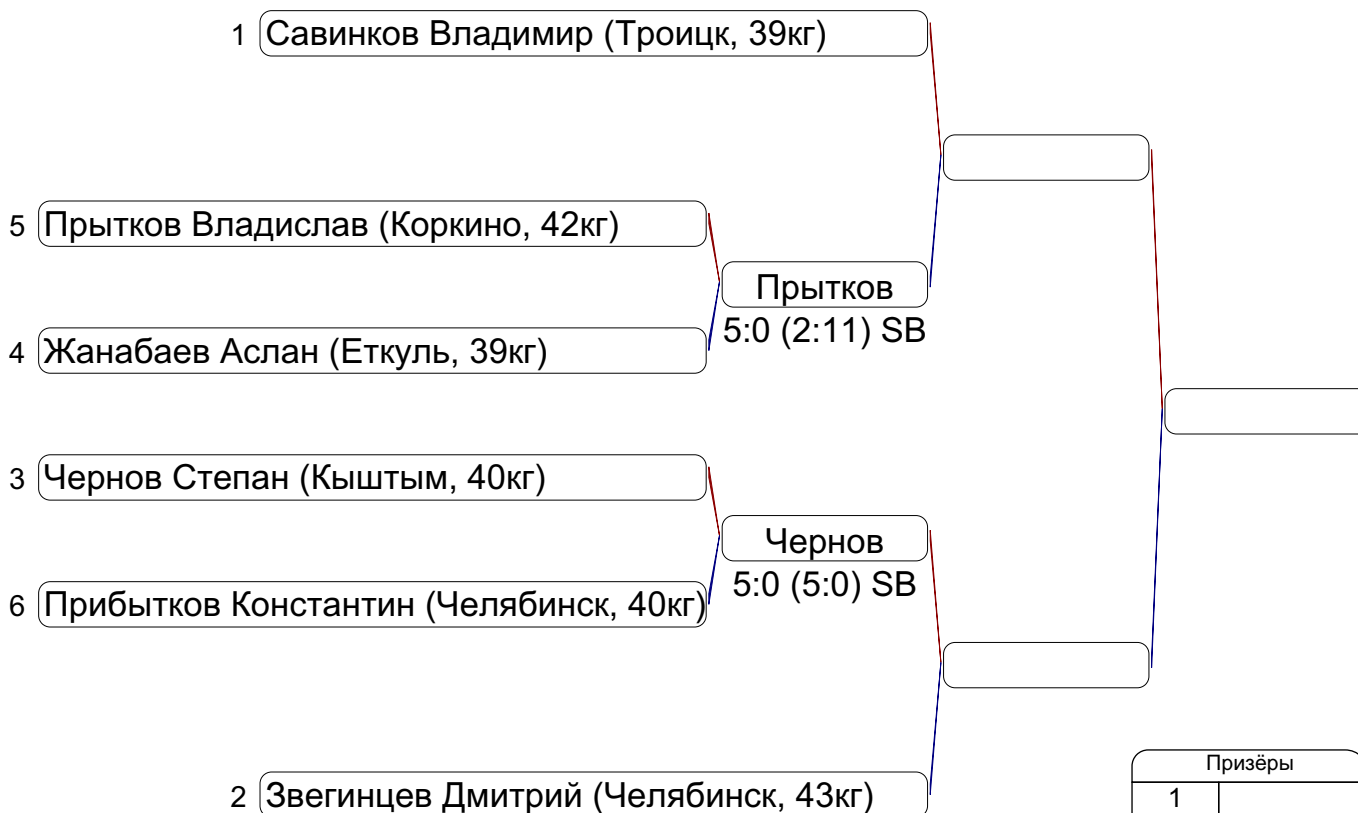 1 Савинков Владимир (Троицк, 39кг)
5 Прытков Владислав (Коркино, 42кг)
Прытков
5:0 (2:11) SB
4 Жанабаев Аслан (Еткуль, 39кг)
3 Чернов Степан (Кыштым, 40кг)
Чернов
5:0 (5:0) SB
6 Прибытков Константин (Челябинск, 40кг)
2 Звегинцев Дмитрий (Челябинск, 43кг)
Призёры
1